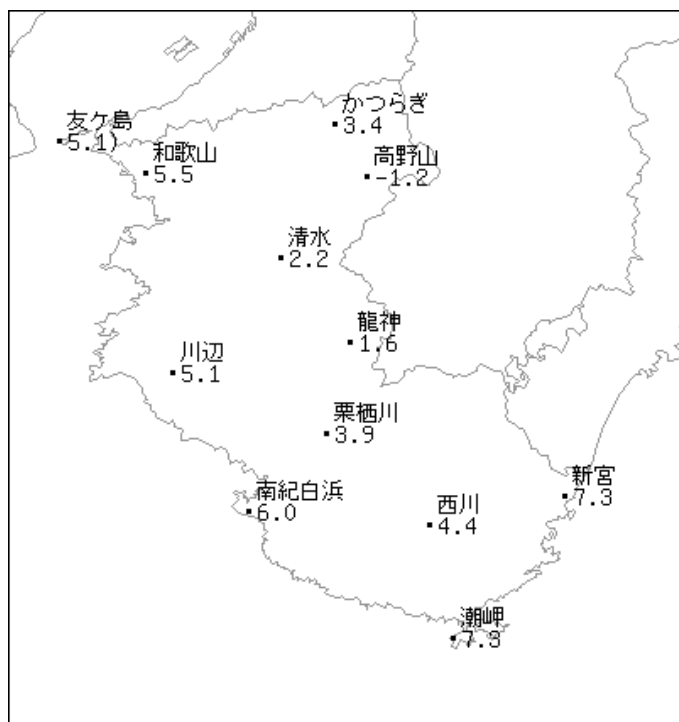 かつらぎ
3.4
友ケ島
5.1)
和歌山
5.5
高野山
-1.2
清水
2.2
龍神
1.6
川辺
5.1
栗栖川
3.9
新宮
7.3
南紀白浜
6.0
西川
4.4
潮岬
7.3